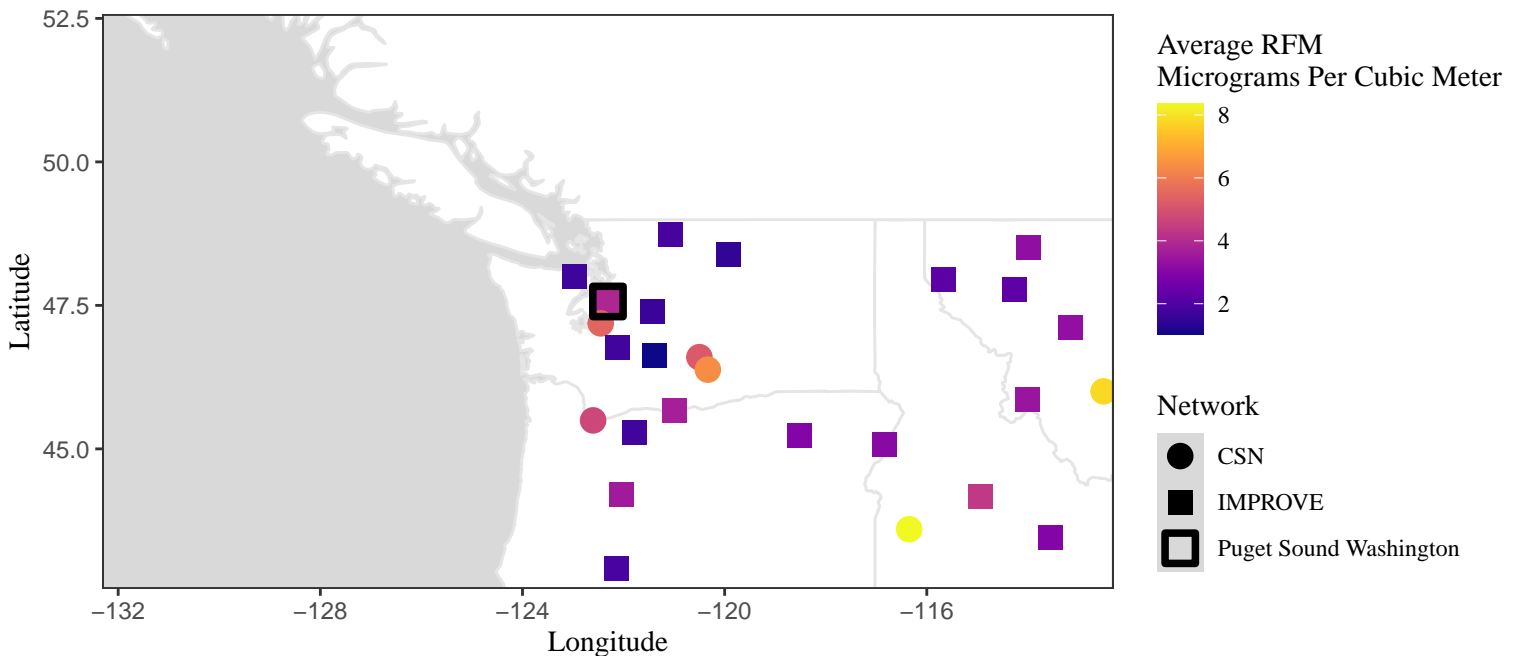 52.5
50.0
47.5
45.0
Latitude
−132
−128
−124
−120
−116
Longitude
Average RFM
Micrograms Per Cubic Meter
8
6
4
2
Network
CSN
IMPROVE
Puget Sound Washington